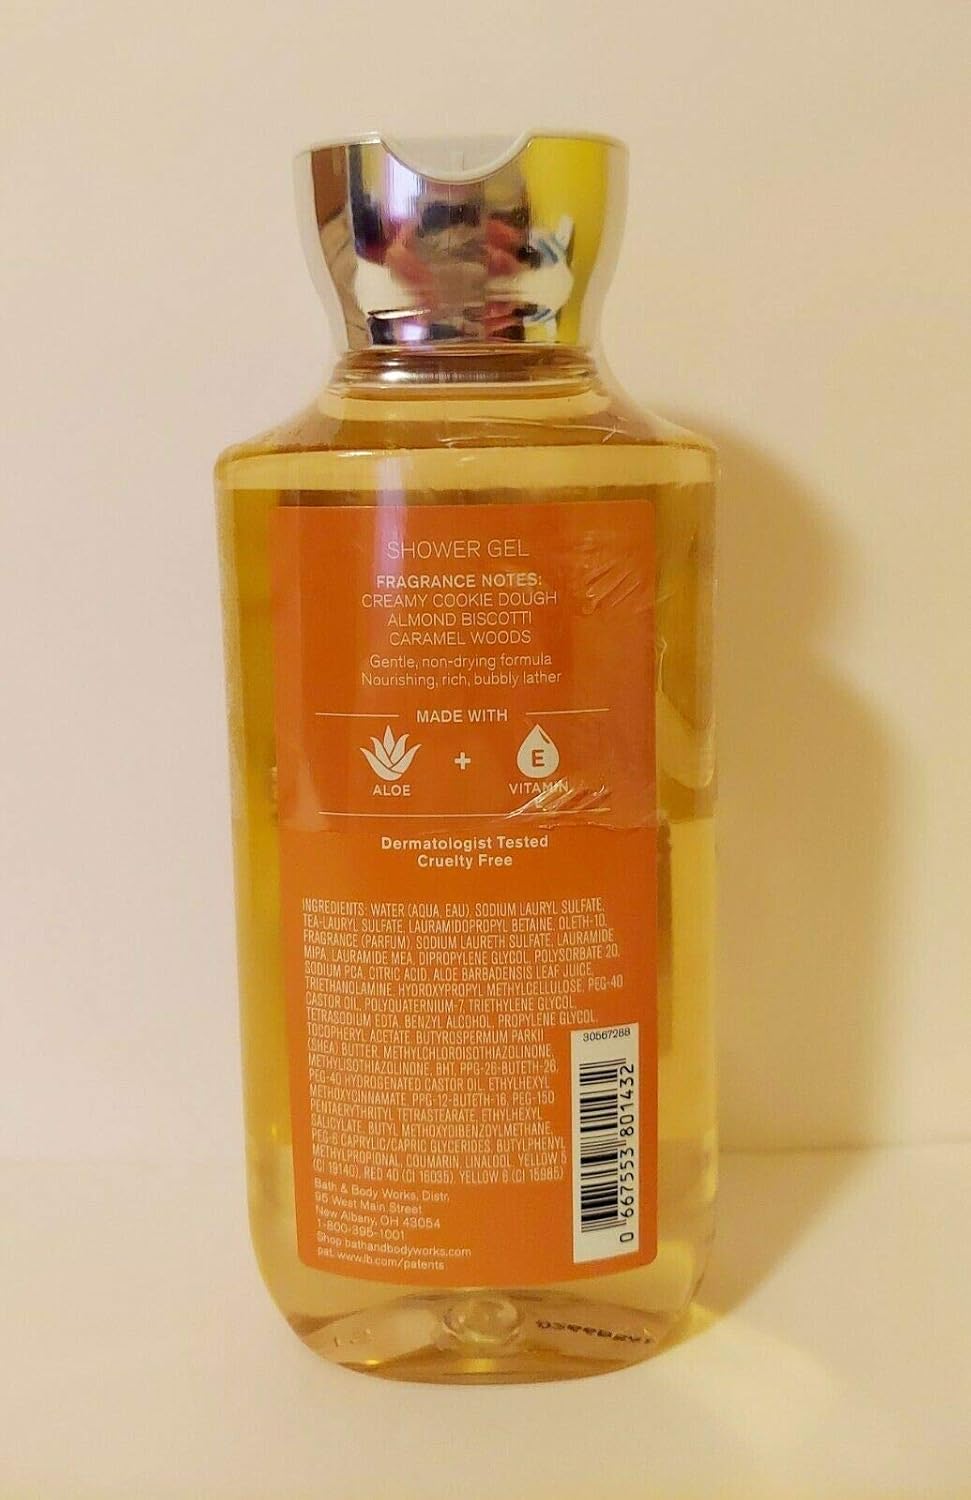 SHOWER GEL
FRAGRANCE NOTES:
CREAMY COOKIE DOUGH
ALMOND BISCOTTI
CARAMEL WOODS
Gentle, non-drying formula
Nourishing, rich, bubbly lather
MADE WITH
ALOE
+
E
VITAMIN
E
Dermatologist Tested
Cruelty Free
INGREDIENTS: WATER (AQUA, EAU), SODIUM LAURYL SULFATE,
TEA-LAURYL SULFATE, LAURAMIDOPROPYL BETAINE, OLETH-10,
FRAGRANCE (PARFUM), SODIUM LAURETH SULFATE, LAURAMIDE
MIPA, LAURAMIDE MEA, DIPROPYLENE GLYCOL, POLYSORBATE 20,
SODIUM PCA, CITRIC ACID, ALOE BARBADENSIS LEAF JUICE,
TRIETHANOLAMINE, HYDROXYPROPYL METHYLCELLULOSE, PEG-40
CASTOR OIL, POLYQUATERNIUM-7, TRIETHYLENE GLYCOL,
TETRASODIUM EDTA, BENZYL ALCOHOL, PROPYLENE GLYCOL,
TOCOPHERYL ACETATE, BUTYROSPERMUM PARKII
(SHEA) BUTTER, METHYLCHLOROISOTHIAZOLINONE,
METHYLISOTHIAZOLINONE, BHT, PPG-26-BUTETH-26,
PEG-40 HYDROGENATED CASTOR OIL, ETHYLHEXYL
METHOXYCINNAMATE, PPG-12-BUTETH-16, PEG-150
PENTAERYTHRITYL TETRASTEARATE, ETHYLHEXYL
SALICYLATE, BUTYL METHOXYDIBENZOYLMETHANE,
PEG-6 CAPRYLIC/CAPRIC GLYCERIDES, BUTYLPHENYL
METHYLPROPIONAL, COUMARIN, LINALOOL, YELLOW 5
(CI 19140), RED 40 (CI 16035), YELLOW 6 (CI 15985)
Bath & Body Works, Distr.
95 West Main Street
New Albany, OH 43054
1-800-395-1001
Shop bathandbodyworks.com
pat. www.lb.com/patents
30567288
0 667553 801432